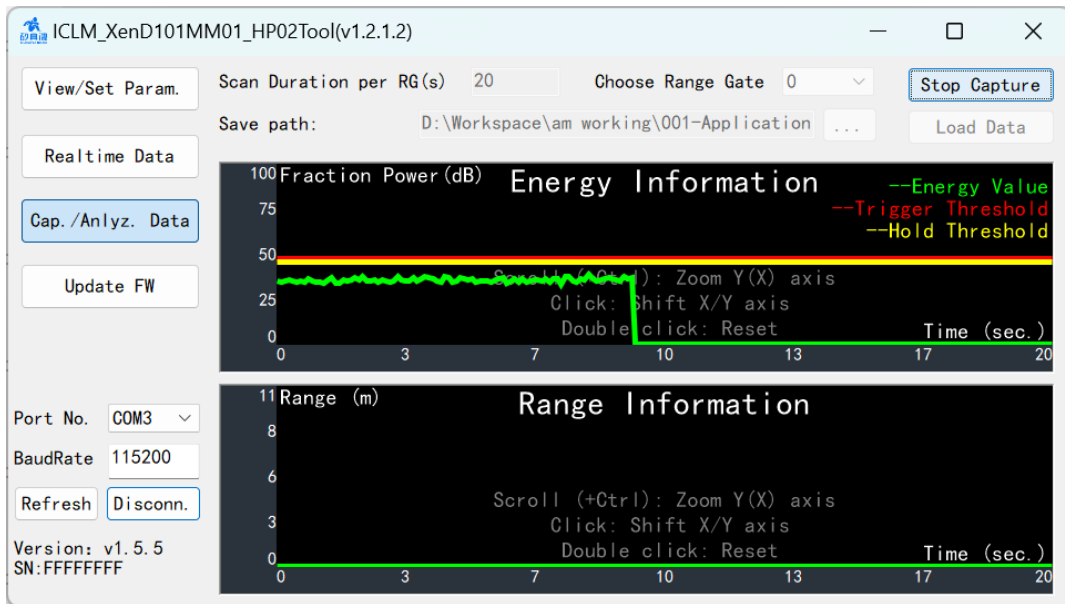 ICLM_XenD101MM01_HP02Tool(v1.2.1.2)
View/Set Param.
Scan Duration per RG(s) 20 Choose Range Gate 0 Stop Capture
Save path: D:\Workspace\am working\001-Application ... Load Data
Realtime Data
Cap./Anlyz. Data
Update FW
100 Fraction Power(dB) Energy Information
--Energy Value
75 --Trigger Threshold
--Hold Threshold
50
Scroll (+Ctrl): Zoom Y(X) axis
25 Click: Shift X/Y axis
Double click: Reset
0 Time (sec.)
0 3 7 10 13 17 20
11 Range (m) Range Information
8
6
Scroll (+Ctrl): Zoom Y(X) axis
3 Click: Shift X/Y axis
Double click: Reset
0 Time (sec.)
0 3 7 10 13 17 20
Port No. COM3
BaudRate 115200
Refresh Disconn.
Version: v1.5.5
SN:FFFFFFFF